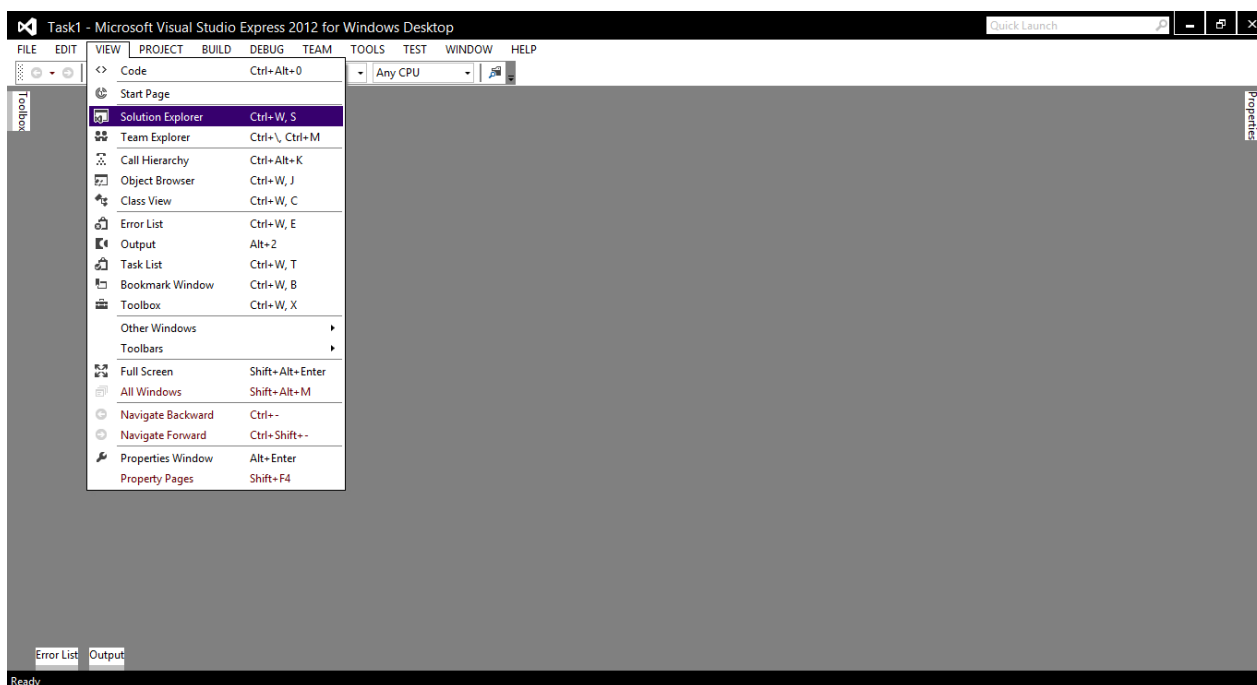 Task1 - Microsoft Visual Studio Express 2012 for Windows Desktop
Quick Launch
FILE EDIT VIEW PROJECT BUILD DEBUG TEAM TOOLS TEST WINDOW HELP
Any CPU
Toolbox
Properties
Code Ctrl+Alt+0
Start Page
Solution Explorer Ctrl+W, S
Team Explorer Ctrl+\, Ctrl+M
Call Hierarchy Ctrl+Alt+K
Object Browser Ctrl+W, J
Class View Ctrl+W, C
Error List Ctrl+W, E
Output Alt+2
Task List Ctrl+W, T
Bookmark Window Ctrl+W, B
Toolbox Ctrl+W, X
Other Windows
Toolbars
Full Screen Shift+Alt+Enter
All Windows Shift+Alt+M
Navigate Backward Ctrl+-
Navigate Forward Ctrl+Shift+-
Properties Window Alt+Enter
Property Pages Shift+F4
Error List Output
Ready